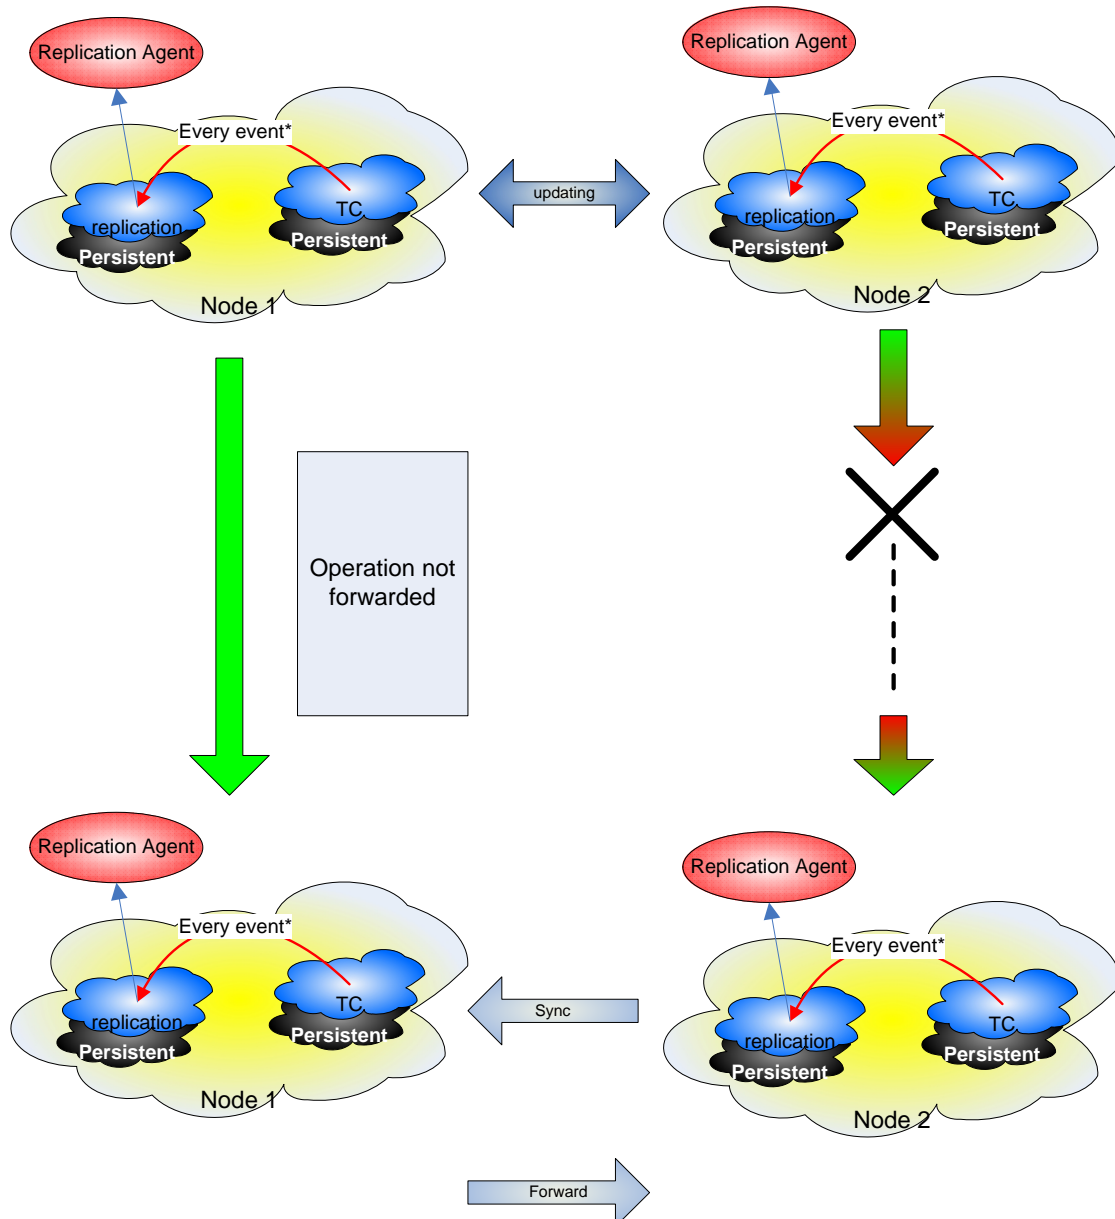 Replication Agent
Every event*
replication
Persistent
TC
Persistent
Node 1
updating
Replication Agent
Every event*
replication
Persistent
TC
Persistent
Node 2
Operation not
forwarded
Replication Agent
Every event*
replication
Persistent
TC
Persistent
Node 1
Sync
Replication Agent
Every event*
replication
Persistent
TC
Persistent
Node 2
Forward